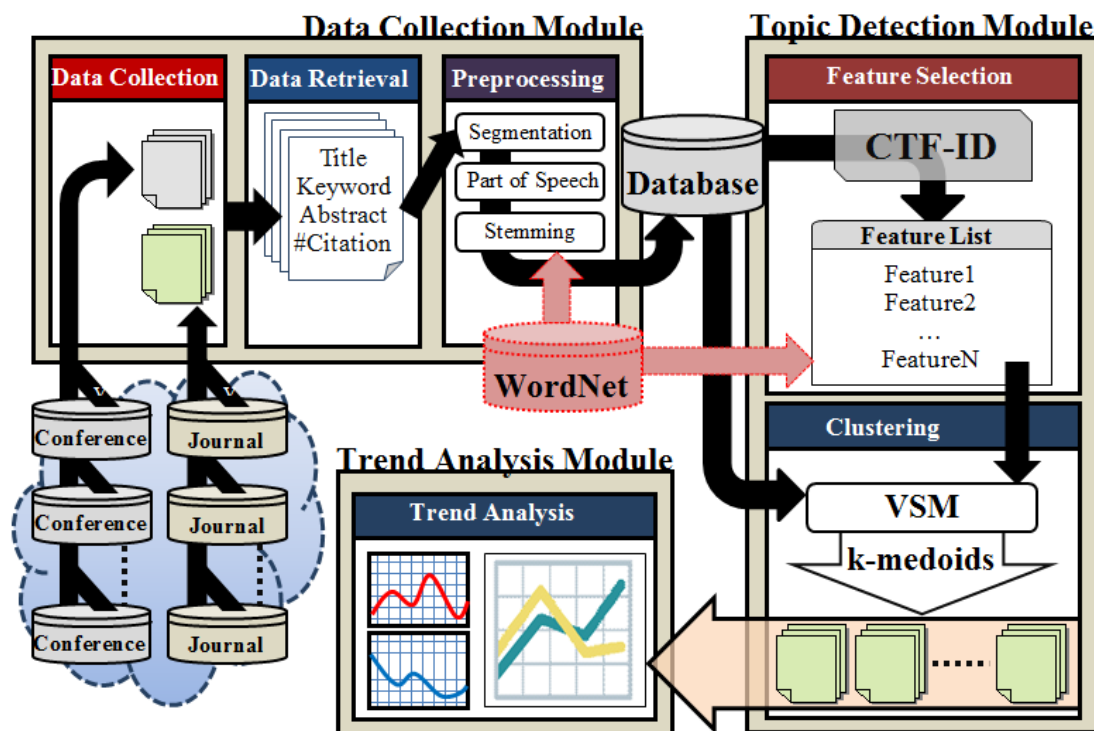 Data Collection Module
Data Collection
Data Retrieval
Title
Keyword
Abstract
#Citation
Preprocessing
Segmentation
Part of Speech
Stemming
WordNet
Database
Conference
Conference
Conference
Journal
Journal
Journal
Topic Detection Module
Feature Selection
CTF-ID
Feature List
Feature1
Feature2
…
FeatureN
Clustering
VSM
k-medoids
Trend Analysis Module
Trend Analysis